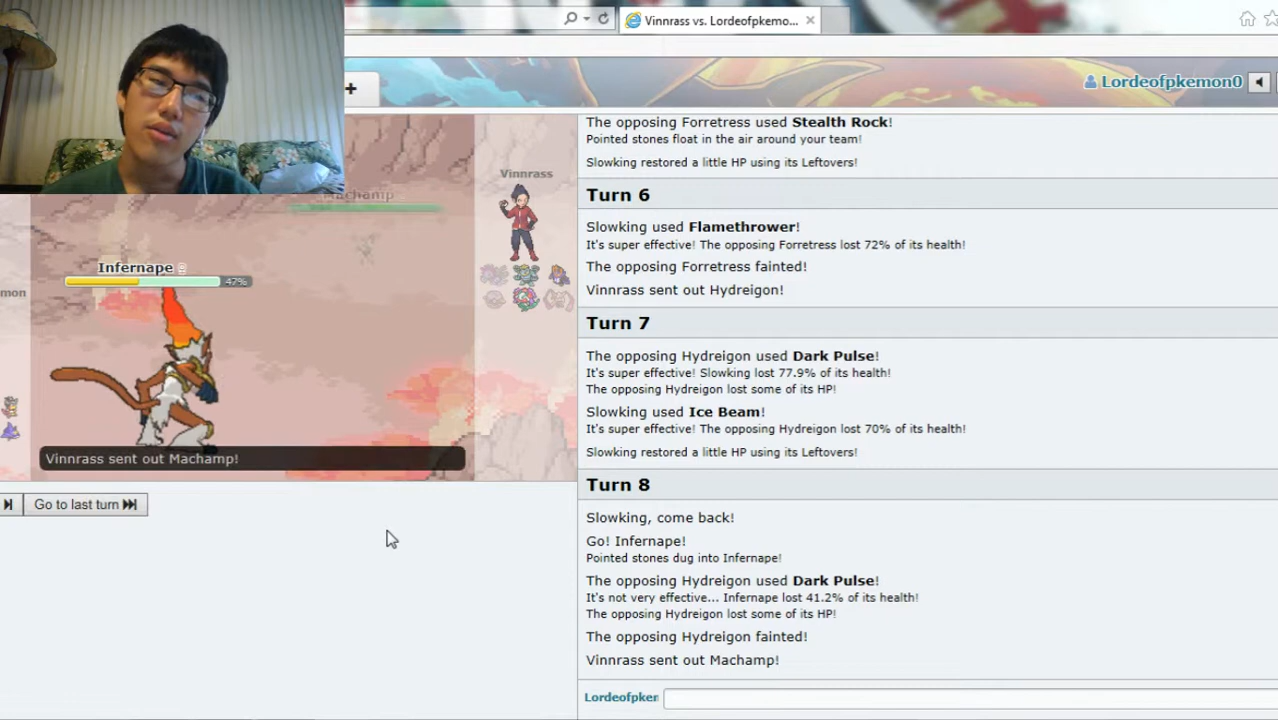 Vinnrass vs. Lordeofpkemo...
Lordeofpkemon0
+
The opposing Forretress used Stealth Rock!
Pointed stones float in the air around your team!
Slowking restored a little HP using its Leftovers!
Turn 6
Slowking used Flamethrower!
It's super effective! The opposing Forretress lost 72% of its health!
The opposing Forretress fainted!
Vinnrass sent out Hydreigon!
Turn 7
The opposing Hydreigon used Dark Pulse!
It's super effective! Slowking lost 77.9% of its health!
The opposing Hydreigon lost some of its HP!
Slowking used Ice Beam!
It's super effective! The opposing Hydreigon lost 70% of its health!
Slowking restored a little HP using its Leftovers!
Turn 8
Slowking, come back!
Go! Infernape!
Pointed stones dug into Infernape!
The opposing Hydreigon used Dark Pulse!
It's not very effective... Infernape lost 41.2% of its health!
The opposing Hydreigon lost some of its HP!
The opposing Hydreigon fainted!
Vinnrass sent out Machamp!
Lordeofpken
Vinnrass
Machamp
Infernape
47%
mon
Vinnrass sent out Machamp!
Go to last turn